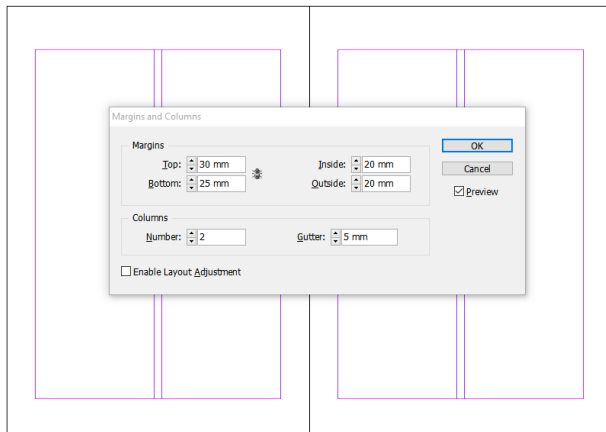 Margins and Columns
Margins
Top: 30 mm
Inside: 20 mm
Bottom: 25 mm
Outside: 20 mm
Columns
Number: 2
Gutter: 5 mm
Enable Layout Adjustment
OK
Cancel
Preview